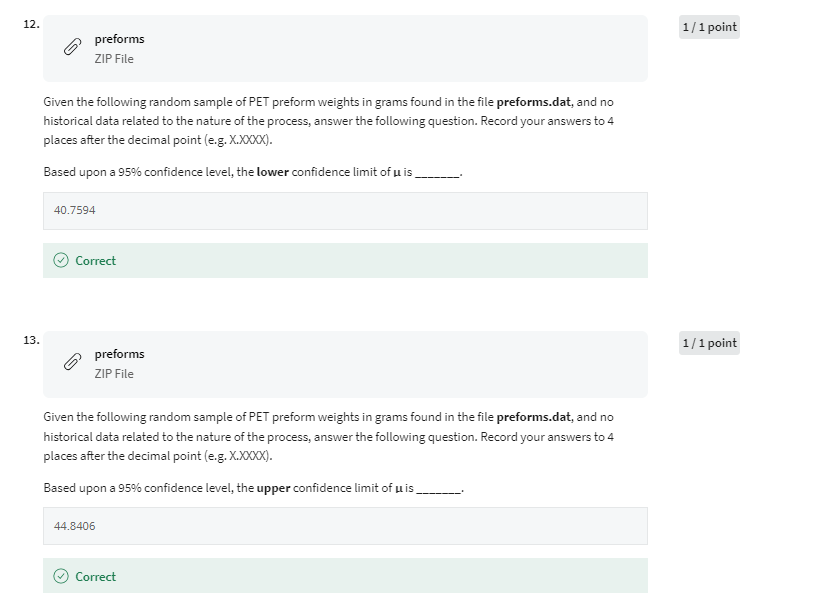 12.
1 / 1 point
preforms
ZIP File
Given the following random sample of PET preform weights in grams found in the file preforms.dat, and no
historical data related to the nature of the process, answer the following question. Record your answers to 4
places after the decimal point (e.g. X.XXXX).
Based upon a 95% confidence level, the lower confidence limit of µ is _______.
40.7594
Correct
13.
1 / 1 point
preforms
ZIP File
Given the following random sample of PET preform weights in grams found in the file preforms.dat, and no
historical data related to the nature of the process, answer the following question. Record your answers to 4
places after the decimal point (e.g. X.XXXX).
Based upon a 95% confidence level, the upper confidence limit of µ is _______.
44.8406
Correct